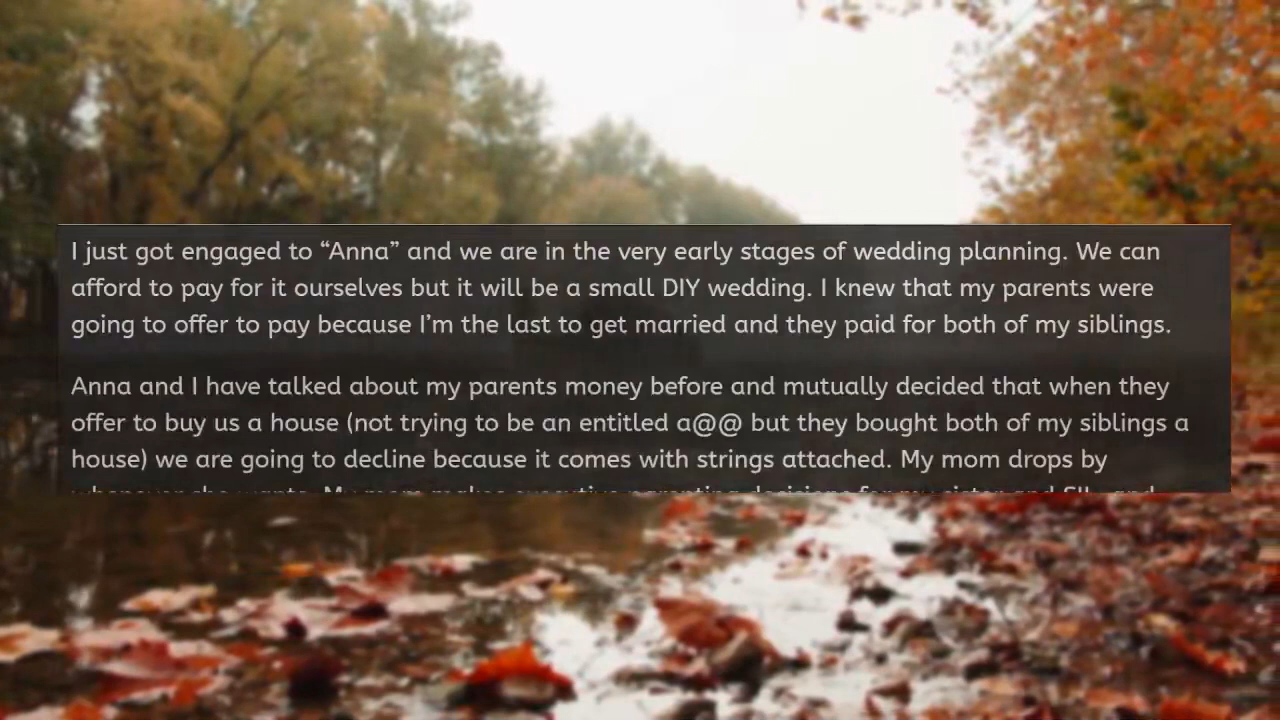 I just got engaged to “Anna” and we are in the very early stages of wedding planning. We can
afford to pay for it ourselves but it will be a small DIY wedding. I knew that my parents were
going to offer to pay because I’m the last to get married and they paid for both of my siblings.
Anna and I have talked about my parents money before and mutually decided that when they
offer to buy us a house (not trying to be an entitled a@@ but they bought both of my siblings a
house) we are going to decline because it comes with strings attached. My mom drops by